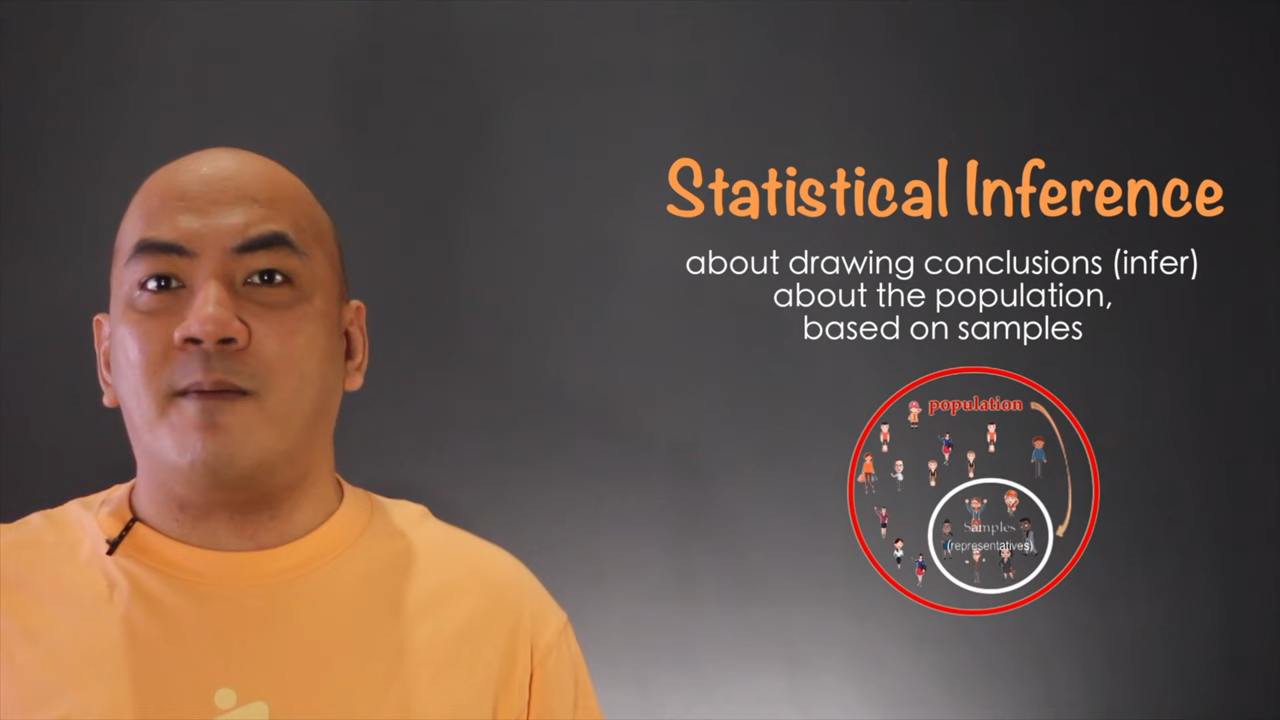 Statistical Inference
about drawing conclusions (infer)
about the population,
based on samples
population
Samples
(representatives)